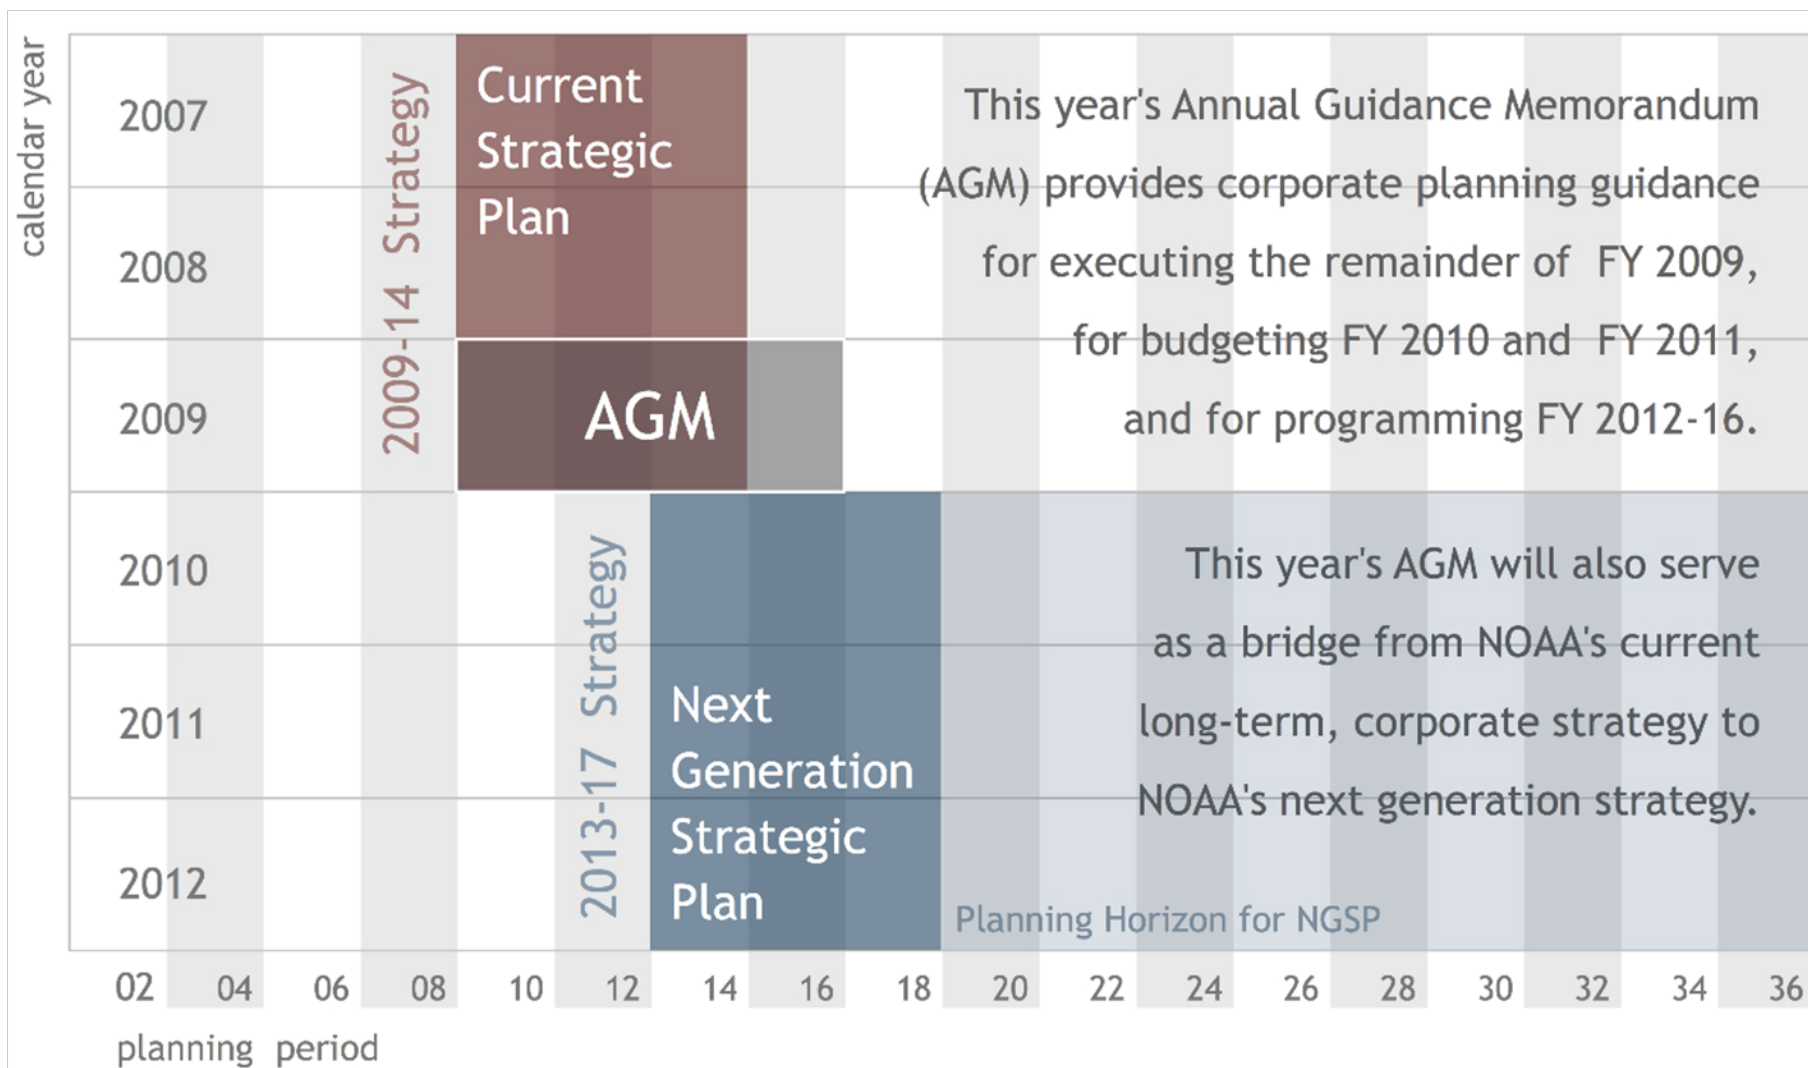 calendar year
2007
2008
2009
2010
2011
2012
2009-14 Strategy
Current
Strategic
Plan
AGM
This year's Annual Guidance Memorandum
(AGM) provides corporate planning guidance
for executing the remainder of FY 2009,
for budgeting FY 2010 and FY 2011,
and for programming FY 2012-16.
2013-17 Strategy
Next
Generation
Strategic
Plan
This year's AGM will also serve
as a bridge from NOAA's current
long-term, corporate strategy to
NOAA's next generation strategy.
Planning Horizon for NGSP
02 04 06 08 10 12 14 16 18 20 22 24 26 28 30 32 34 36
planning period